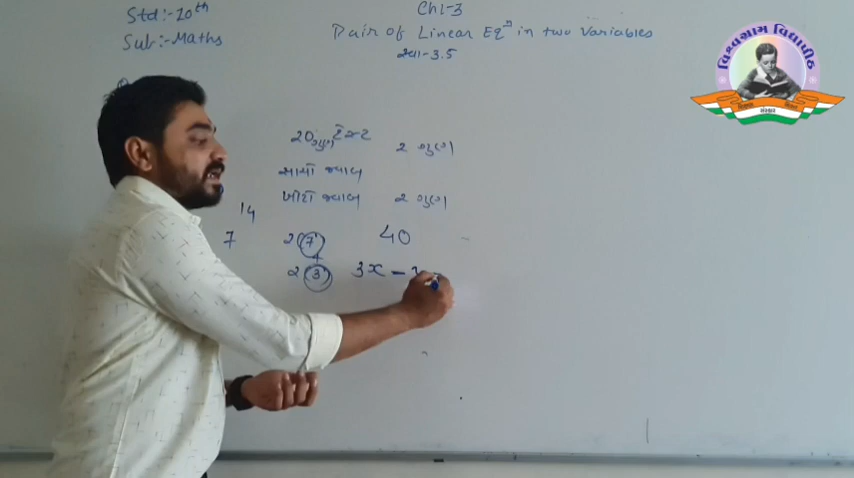 Std:- 10th
Sub:- Maths
Ch:-3
Pair of Linear Eqn in two Variables
સ્વા-3.5
વિશ્વગ્રામ વિદ્યાપીઠ
20 ગુણ ટેસ્ટ
2 ગુણ
સાચો જવાબ
ખોટો જવાબ 2 ગુણ
14
7 2(7) 40
+
2(3) 3x -